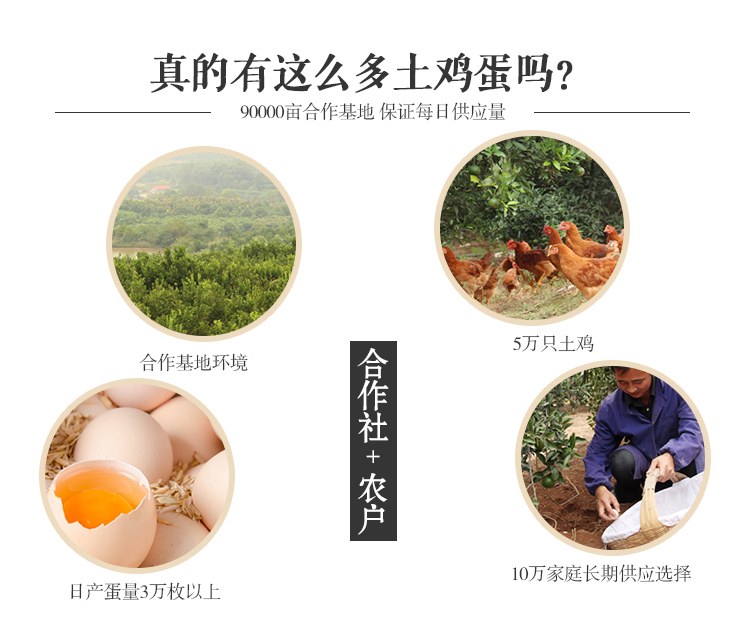 真的有这么多土鸡蛋吗?
90000亩合作基地 保证每日供应量
合作基地环境
5万只土鸡
合作社+农户
日产蛋量3万枚以上
10万家庭长期供应选择